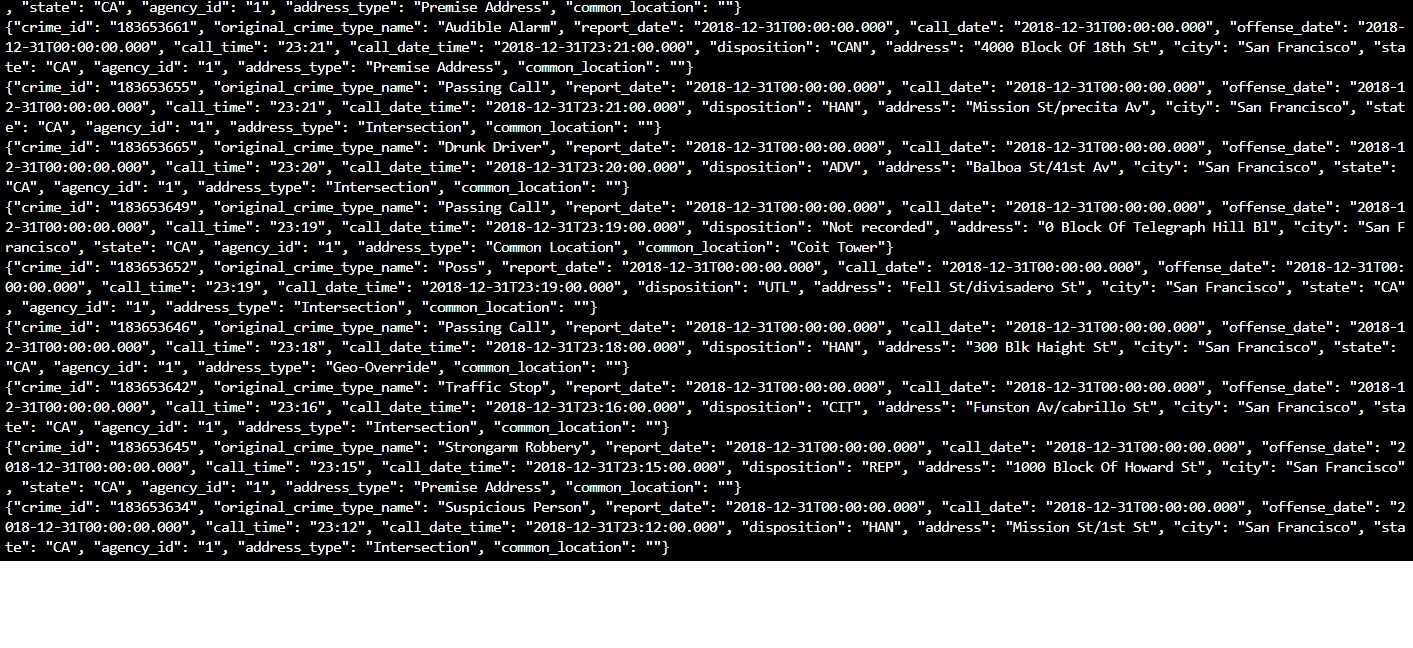 , "state": "CA", "agency_id": "1", "address_type": "Premise Address", "common_location": ""}
{"crime_id": "183653661", "original_crime_type_name": "Audible Alarm", "report_date": "2018-12-31T00:00:00.000", "call_date": "2018-12-31T00:00:00.000", "offense_date": "2018-
12-31T00:00:00.000", "call_time": "23:21", "call_date_time": "2018-12-31T23:21:00.000", "disposition": "CAN", "address": "4000 Block Of 18th St", "city": "San Francisco", "sta
te": "CA", "agency_id": "1", "address_type": "Premise Address", "common_location": ""}
{"crime_id": "183653655", "original_crime_type_name": "Passing Call", "report_date": "2018-12-31T00:00:00.000", "call_date": "2018-12-31T00:00:00.000", "offense_date": "2018-1
2-31T00:00:00.000", "call_time": "23:21", "call_date_time": "2018-12-31T23:21:00.000", "disposition": "HAN", "address": "Mission St/precita Av", "city": "San Francisco", "stat
e": "CA", "agency_id": "1", "address_type": "Intersection", "common_location": ""}
{"crime_id": "183653665", "original_crime_type_name": "Drunk Driver", "report_date": "2018-12-31T00:00:00.000", "call_date": "2018-12-31T00:00:00.000", "offense_date": "2018-1
2-31T00:00:00.000", "call_time": "23:20", "call_date_time": "2018-12-31T23:20:00.000", "disposition": "ADV", "address": "Balboa St/41st Av", "city": "San Francisco", "state":
"CA", "agency_id": "1", "address_type": "Intersection", "common_location": ""}
{"crime_id": "183653649", "original_crime_type_name": "Passing Call", "report_date": "2018-12-31T00:00:00.000", "call_date": "2018-12-31T00:00:00.000", "offense_date": "2018-1
2-31T00:00:00.000", "call_time": "23:19", "call_date_time": "2018-12-31T23:19:00.000", "disposition": "Not recorded", "address": "0 Block Of Telegraph Hill Bl", "city": "San F
rancisco", "state": "CA", "agency_id": "1", "address_type": "Common Location", "common_location": "Coit Tower"}
{"crime_id": "183653652", "original_crime_type_name": "Poss", "report_date": "2018-12-31T00:00:00.000", "call_date": "2018-12-31T00:00:00.000", "offense_date": "2018-12-31T00:
00:00.000", "call_time": "23:19", "call_date_time": "2018-12-31T23:19:00.000", "disposition": "UTL", "address": "Fell St/divisadero St", "city": "San Francisco", "state": "CA"
, "agency_id": "1", "address_type": "Intersection", "common_location": ""}
{"crime_id": "183653646", "original_crime_type_name": "Passing Call", "report_date": "2018-12-31T00:00:00.000", "call_date": "2018-12-31T00:00:00.000", "offense_date": "2018-1
2-31T00:00:00.000", "call_time": "23:18", "call_date_time": "2018-12-31T23:18:00.000", "disposition": "HAN", "address": "300 Blk Haight St", "city": "San Francisco", "state":
"CA", "agency_id": "1", "address_type": "Geo-Override", "common_location": ""}
{"crime_id": "183653642", "original_crime_type_name": "Traffic Stop", "report_date": "2018-12-31T00:00:00.000", "call_date": "2018-12-31T00:00:00.000", "offense_date": "2018-1
2-31T00:00:00.000", "call_time": "23:16", "call_date_time": "2018-12-31T23:16:00.000", "disposition": "CIT", "address": "Funston Av/cabrillo St", "city": "San Francisco", "sta
te": "CA", "agency_id": "1", "address_type": "Intersection", "common_location": ""}
{"crime_id": "183653645", "original_crime_type_name": "Strongarm Robbery", "report_date": "2018-12-31T00:00:00.000", "call_date": "2018-12-31T00:00:00.000", "offense_date": "2
018-12-31T00:00:00.000", "call_time": "23:15", "call_date_time": "2018-12-31T23:15:00.000", "disposition": "REP", "address": "1000 Block Of Howard St", "city": "San Francisco"
, "state": "CA", "agency_id": "1", "address_type": "Premise Address", "common_location": ""}
{"crime_id": "183653634", "original_crime_type_name": "Suspicious Person", "report_date": "2018-12-31T00:00:00.000", "call_date": "2018-12-31T00:00:00.000", "offense_date": "2
018-12-31T00:00:00.000", "call_time": "23:12", "call_date_time": "2018-12-31T23:12:00.000", "disposition": "HAN", "address": "Mission St/1st St", "city": "San Francisco", "sta
te": "CA", "agency_id": "1", "address_type": "Intersection", "common_location": ""}